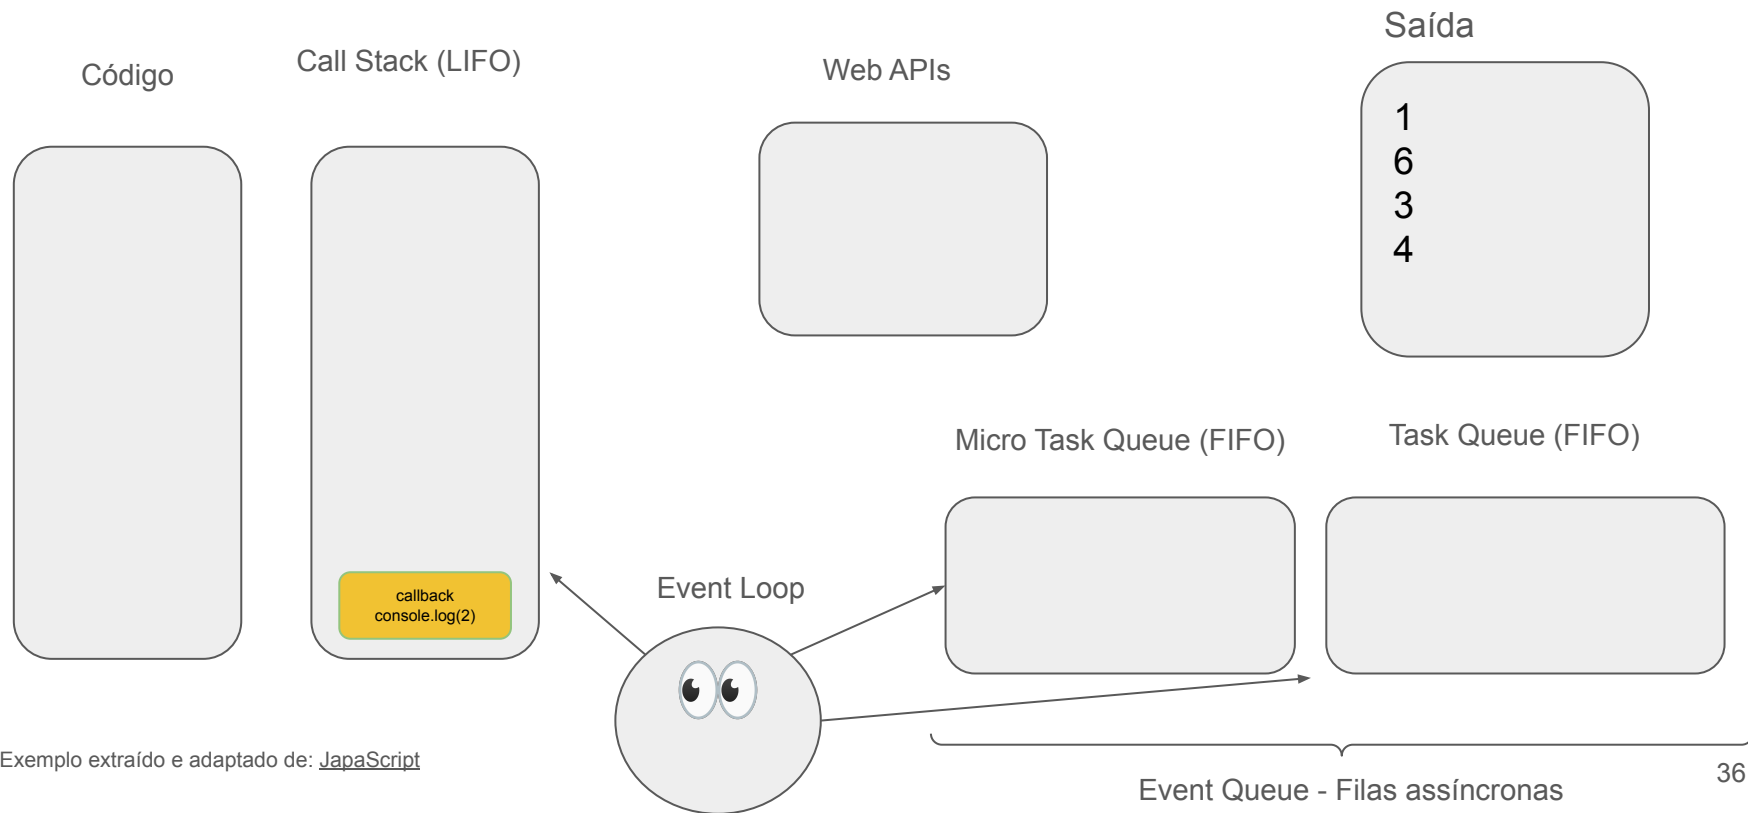 Código
Call Stack (LIFO)
Web APIs
Saída
1
6
3
4
Micro Task Queue (FIFO)
Task Queue (FIFO)
callback
console.log(2)
Event Loop
Exemplo extraído e adaptado de: JapaScript
Event Queue - Filas assíncronas
36